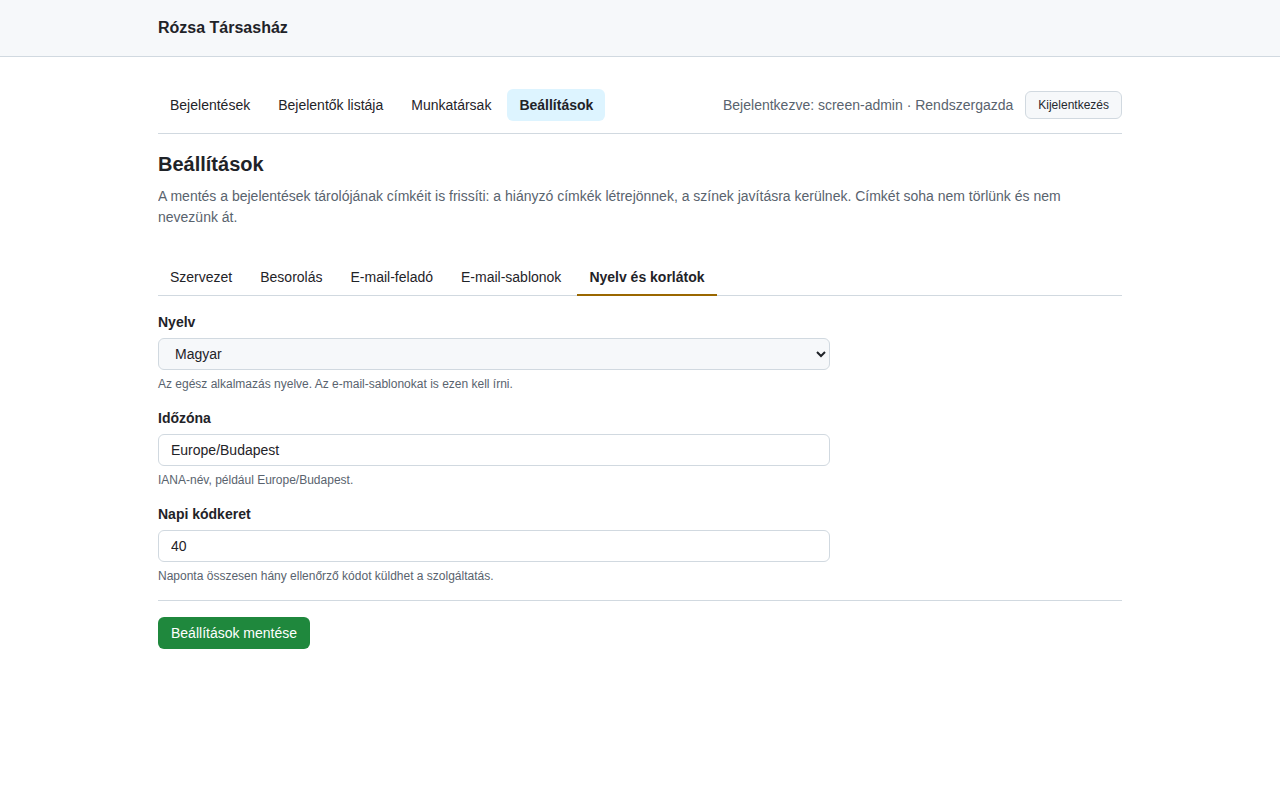 Rózsa Társasház
Bejelentések
Bejelentők listája
Munkatársak
Beállítások
Bejelentkezve: screen-admin · Rendszergazda
Kijelentkezés
Beállítások
A mentés a bejelentések tárolójának címkéit is frissíti: a hiányzó címkék létrejönnek, a színek javításra kerülnek. Címkét soha nem törlünk és nem
nevezünk át.
Szervezet
Besorolás
E-mail-feladó
E-mail-sablonok
Nyelv és korlátok
Nyelv
Magyar
Az egész alkalmazás nyelve. Az e-mail-sablonokat is ezen kell írni.
Időzóna
Europe/Budapest
IANA-név, például Europe/Budapest.
Napi kódkeret
40
Naponta összesen hány ellenőrző kódot küldhet a szolgáltatás.
Beállítások mentése